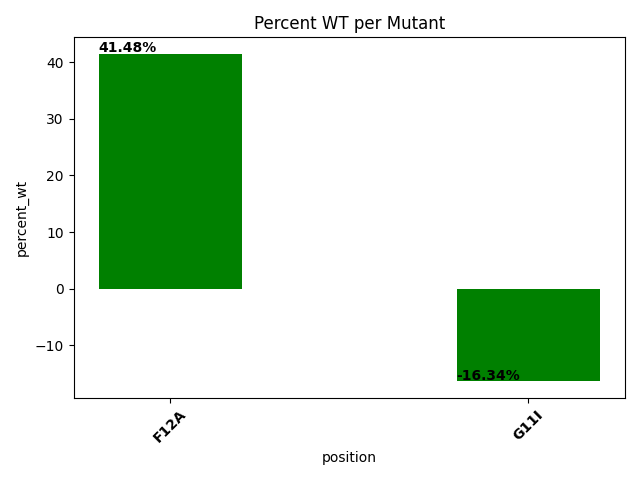 Percent WT per Mutant
41.48%
40
30
20
10
0
−10
-16.34%
percent_wt
F12A
G11I
position